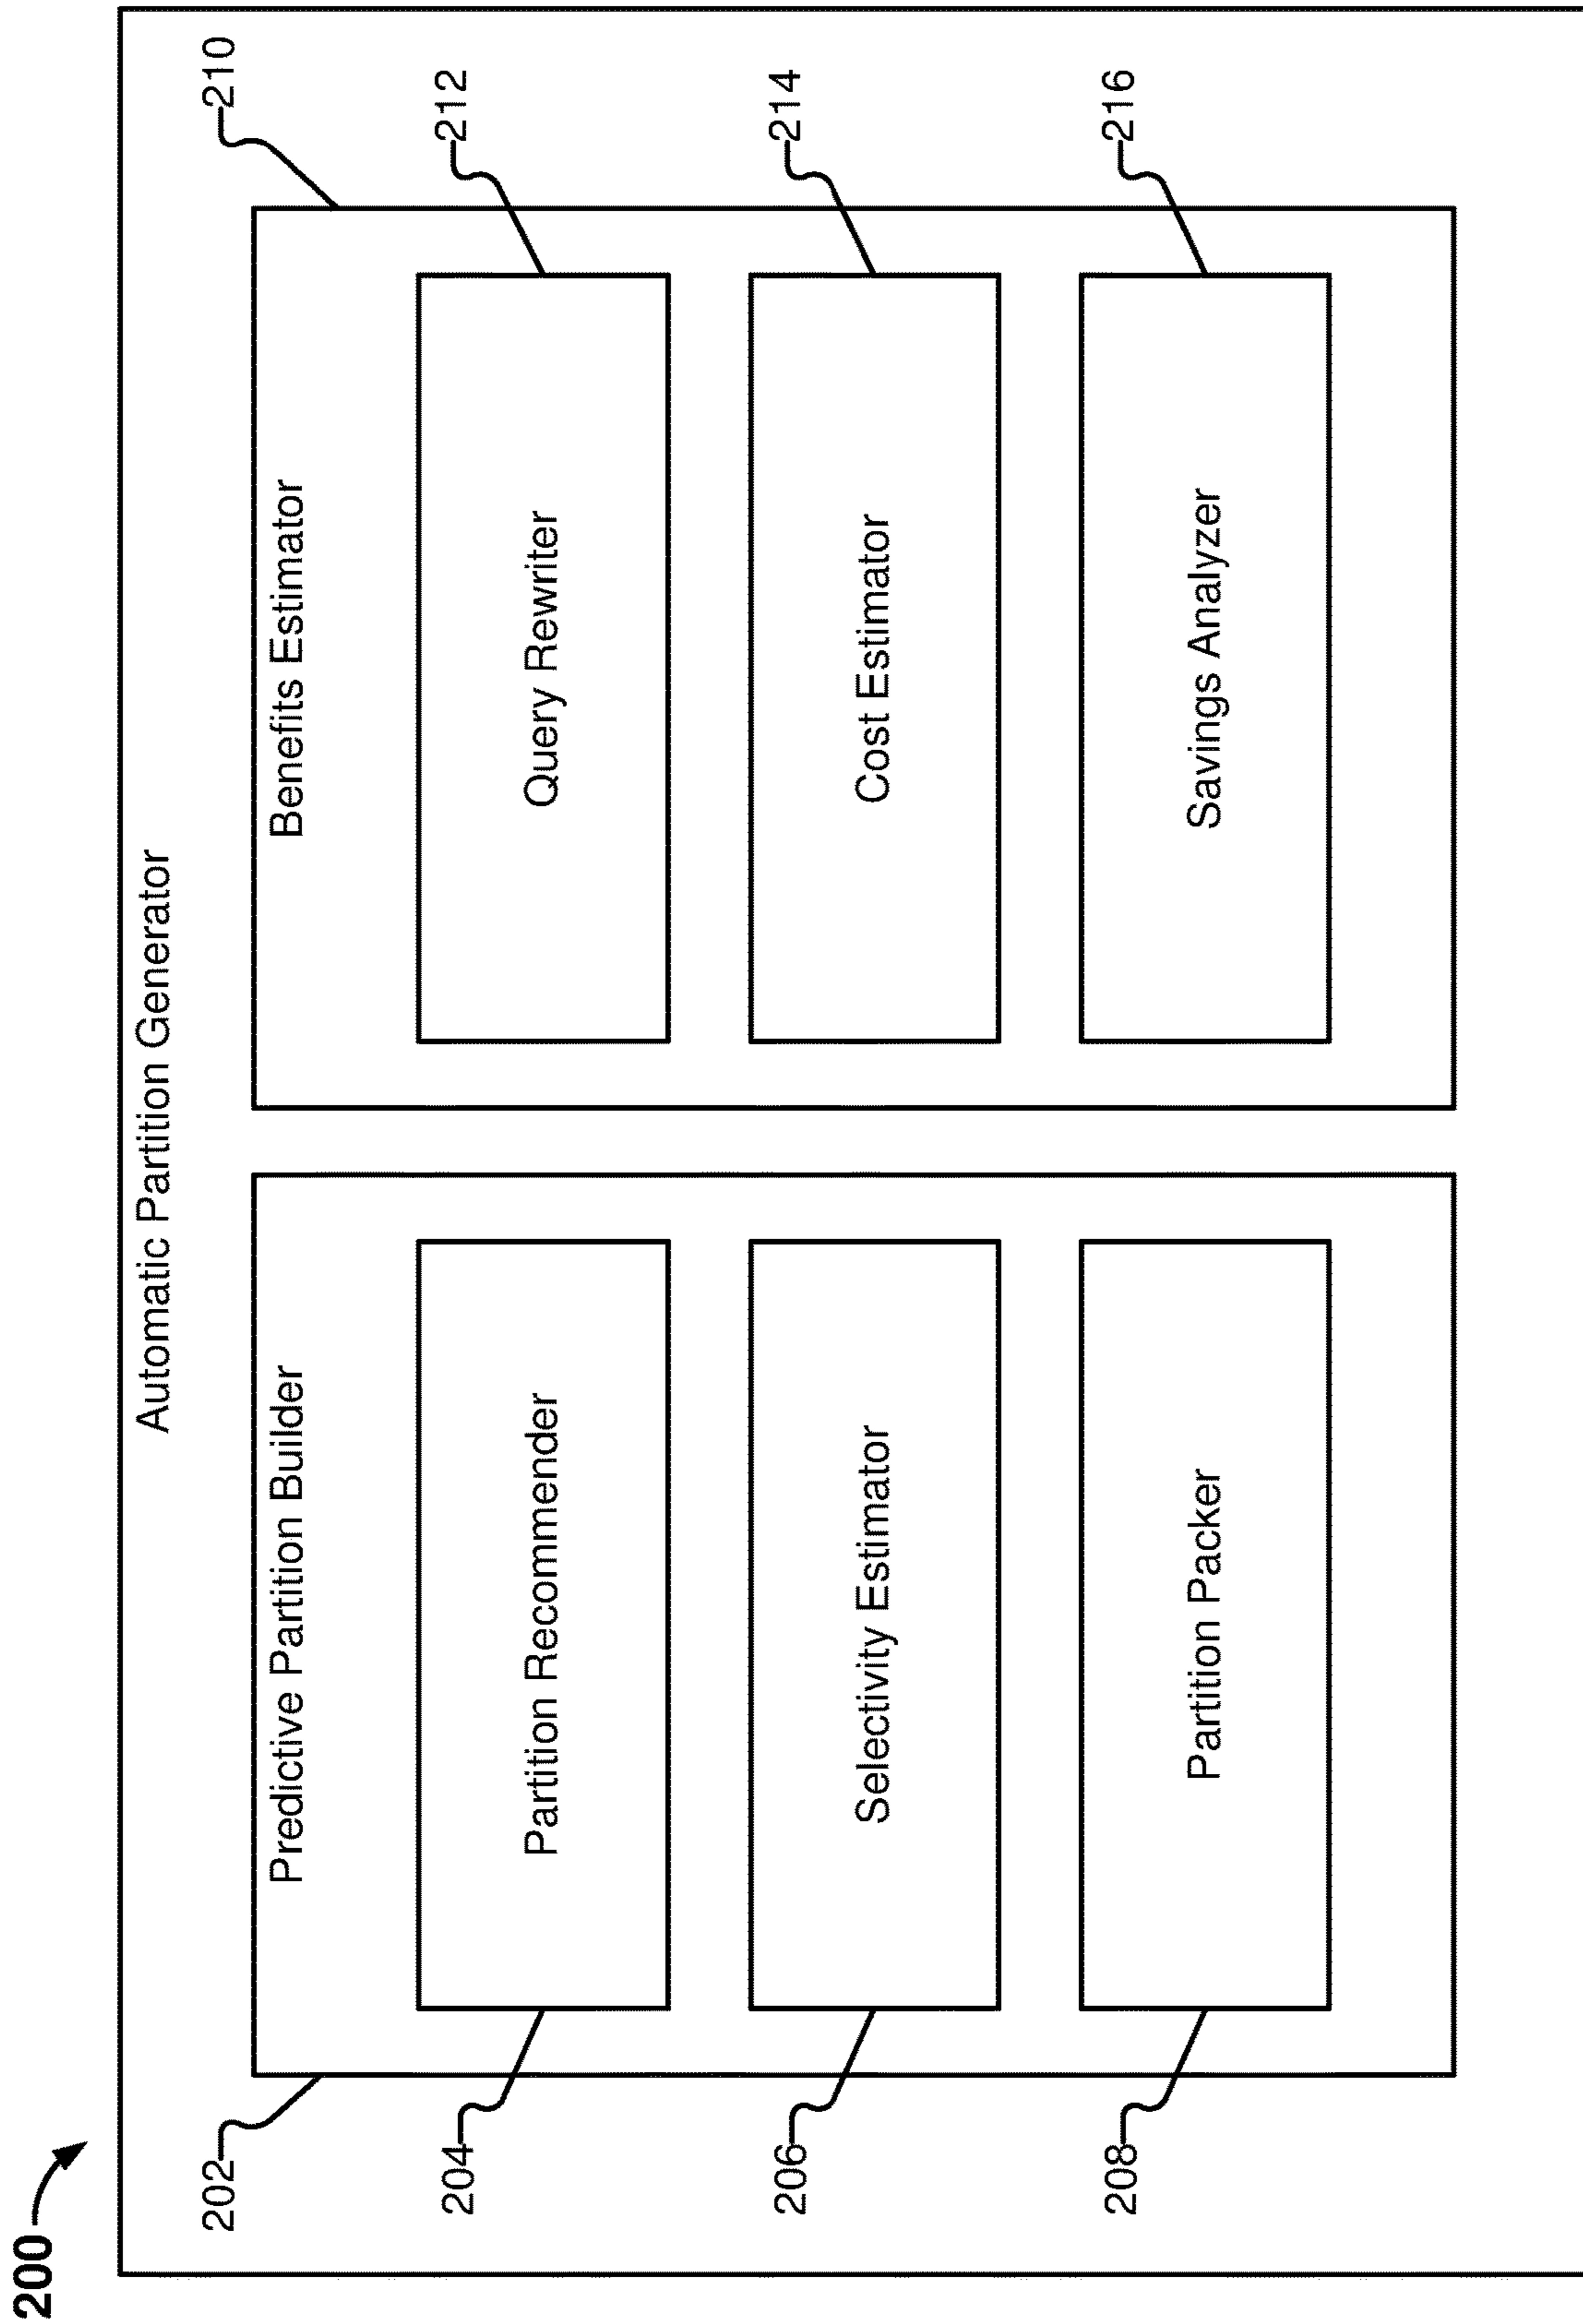 200
Automatic Partition Generator
202
Predictive Partition Builder
204
Partition Recommender
206
Selectivity Estimator
208
Partition Packer
210
Benefits Estimator
212
Query Rewriter
214
Cost Estimator
216
Savings Analyzer